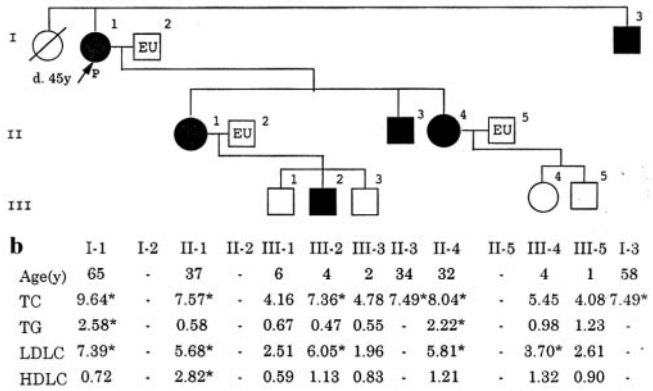 1 2 3
I EU
d. 45y P
1 2 3 4 5
II EU EU
1 2 3 4 5
III
b I-1 I-2 II-1 II-2 III-1 III-2 III-3 II-3 II-4 II-5 III-4 III-5 I-3
Age(y) 65 - 37 - 6 4 2 34 32 - 4 1 58
TC 9.64* - 7.57* - 4.16 7.36* 4.78 7.49* 8.04* - 5.45 4.08 7.49*
TG 2.58* - 0.58 - 0.67 0.47 0.55 - 2.22* - 0.98 1.23 -
LDLC 7.39* - 5.68* - 2.51 6.05* 1.96 - 5.81* - 3.70* 2.61 -
HDLC 0.72 - 2.82* - 0.59 1.13 0.83 - 1.21 - 1.32 0.90 -